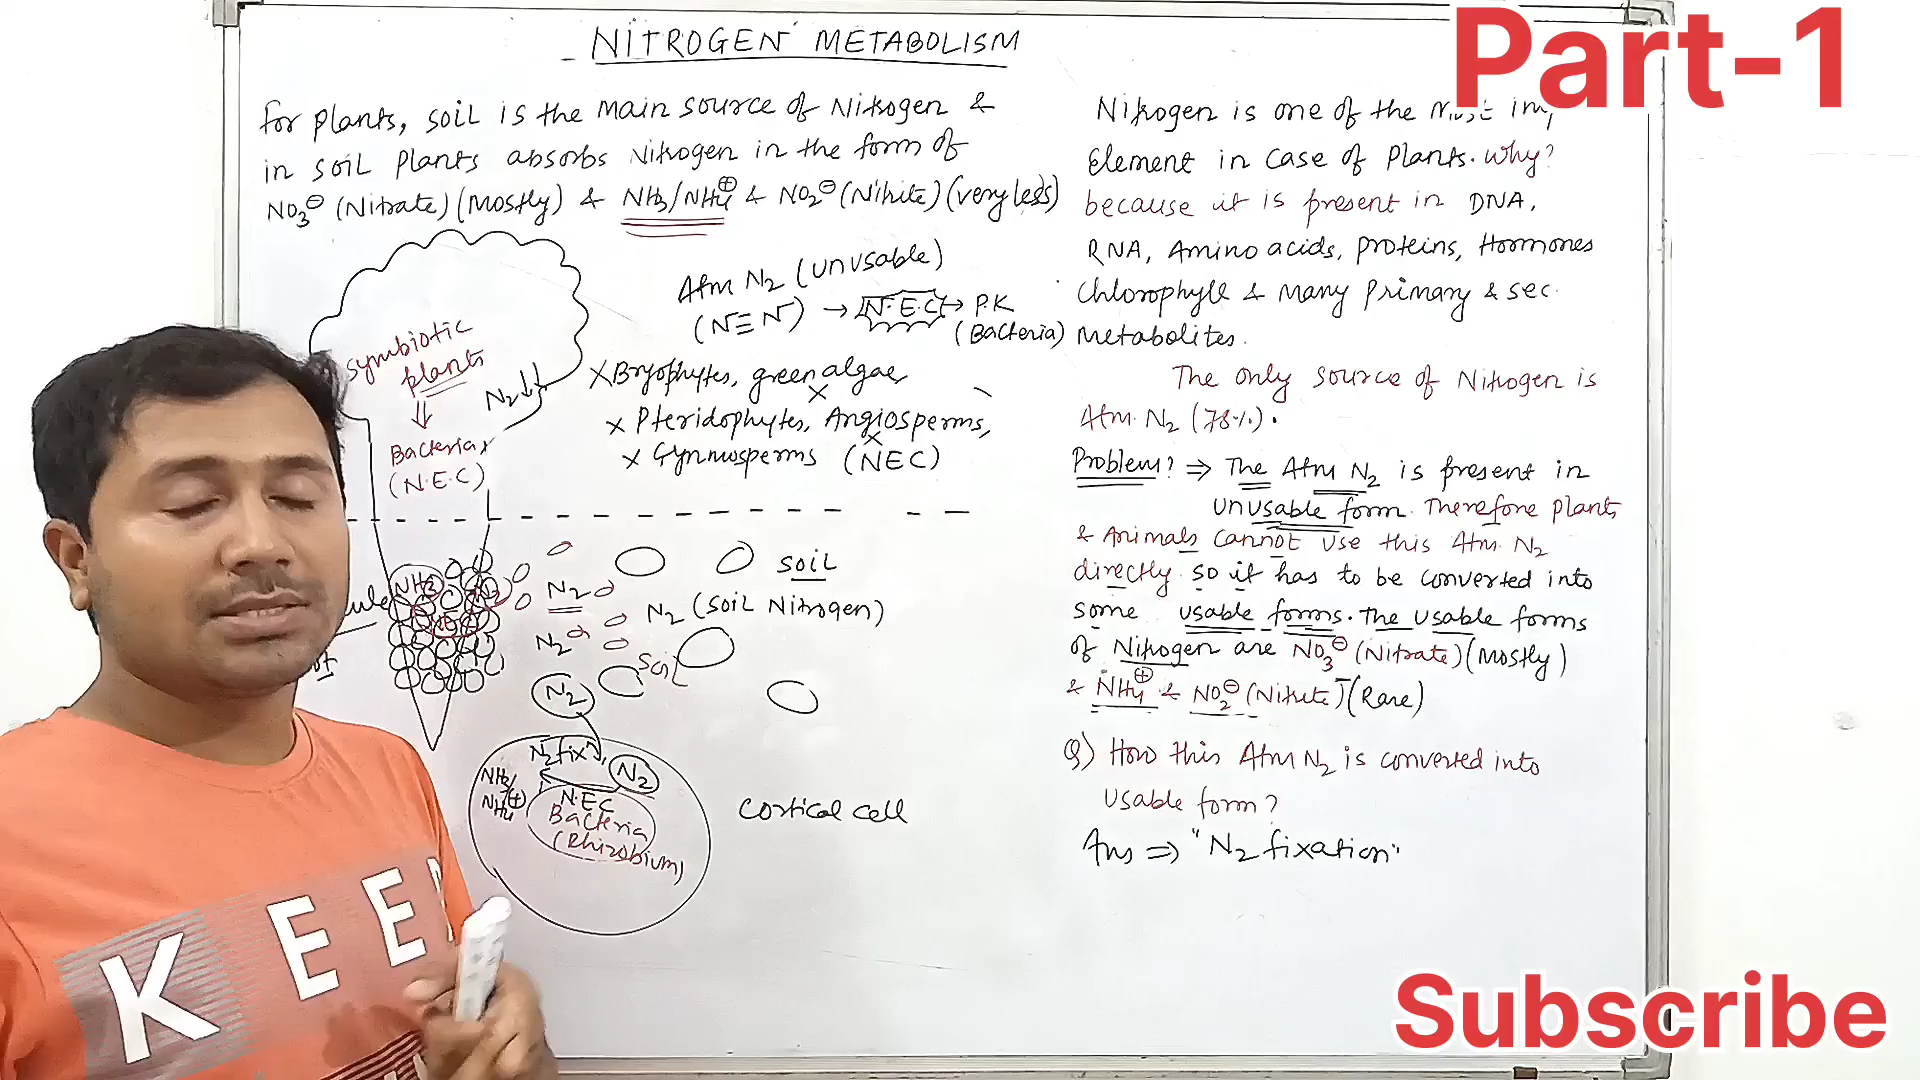 NITROGEN METABOLISM
Part-1
For plants, soil is the main source of Nitrogen &
in soil plants absorbs Nitrogen in the form of
NO3⊖ (Nitrate)(Mostly) & NH3/NH4⊕ & NO2⊖ (Nitrite)(very less)
Atm N2 (unusable)
(N≡N) → N.E.C → P.K
(Bacteria)
X Bryophytes, green algae,
X
X Pteridophytes, Angiosperms,
X
X Gymnosperms (NEC)
symbiotic
plants
⇓
N2↓↓
Bacteria
(N.E.C)
soil
NH3
N2
N2 (soil Nitrogen)
N2
soil
N2
N2 fixn
N2
NH3/
NH4⊕
N.E.C
Bacteria
(Rhizobium)
cortical cell
Nitrogen is one of the
Element in case of Plants. Why?
because it is present in DNA,
RNA, Amino acids, proteins, Hormones
Chlorophyll & Many Primary & sec.
Metabolites.
The only source of Nitrogen is
Atm. N2 (78%).
Problem? ⇒ The Atm N2 is present in
unusable form. Therefore plants
& Animals cannot use this Atm. N2
directly. so it has to be converted into
some usable forms. The usable forms
of Nitrogen are NO3⊖ (Nitrate)(Mostly)
& NH4⊕ & NO2⊖ (Nitrite)(Rare)
Q) How this Atm N2 is converted into
usable form?
Ans ⇒ "N2 fixation"
KEE
Subscribe